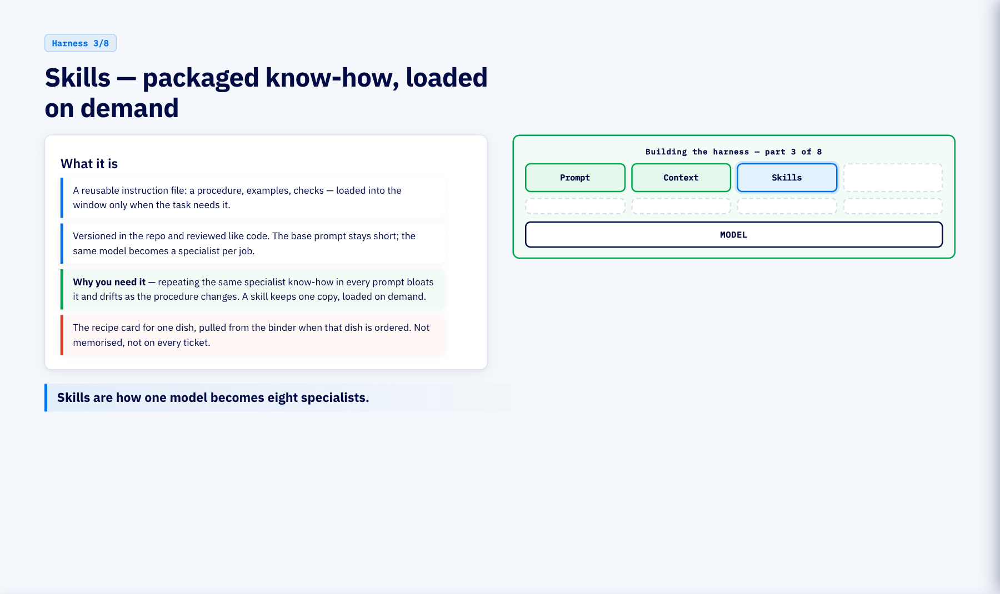 Harness 3/8
Skills — packaged know-how, loaded
on demand
What it is
A reusable instruction file: a procedure, examples, checks — loaded into the
window only when the task needs it.
Versioned in the repo and reviewed like code. The base prompt stays short; the
same model becomes a specialist per job.
Why you need it — repeating the same specialist know-how in every prompt bloats
it and drifts as the procedure changes. A skill keeps one copy, loaded on demand.
The recipe card for one dish, pulled from the binder when that dish is ordered. Not
memorised, not on every ticket.
Building the harness — part 3 of 8
Prompt
Context
Skills
MODEL
Skills are how one model becomes eight specialists.